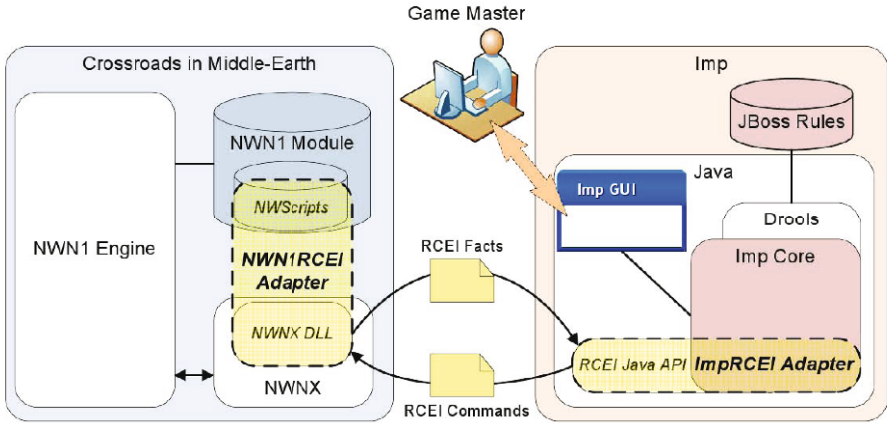 Game Master
Crossroads in Middle-Earth
Imp
NWN1 Engine
NWN1 Module
NWScripts
NWN1RCEI
Adapter
NWNX DLL
NWNX
RCEI Facts
RCEI Commands
JBoss Rules
Java
Imp GUI
Drools
Imp Core
RCEI Java API
ImpRCEI Adapter